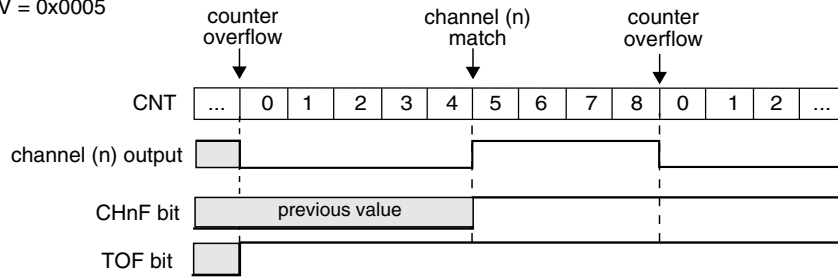 V = 0x0005
counter overflow
channel (n) match
counter overflow
CNT ... 0 1 2 3 4 5 6 7 8 0 1 2 ...
channel (n) output
CHnF bit previous value
TOF bit